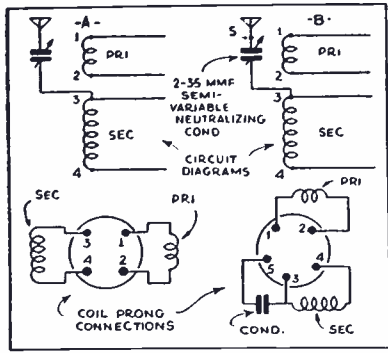 -A-
1
PRI
2
3
SEC
4
-B-
S
1
PRI
2
3
SEC
4
2-35 MMF
SEMI-
VARIABLE
NEUTRALIZING
COND
CIRCUIT
DIAGRAMS
SEC
PRI
3 1
4 2
COIL PRONG
CONNECTIONS
PRI
1 2
5 4
3
COND.
SEC